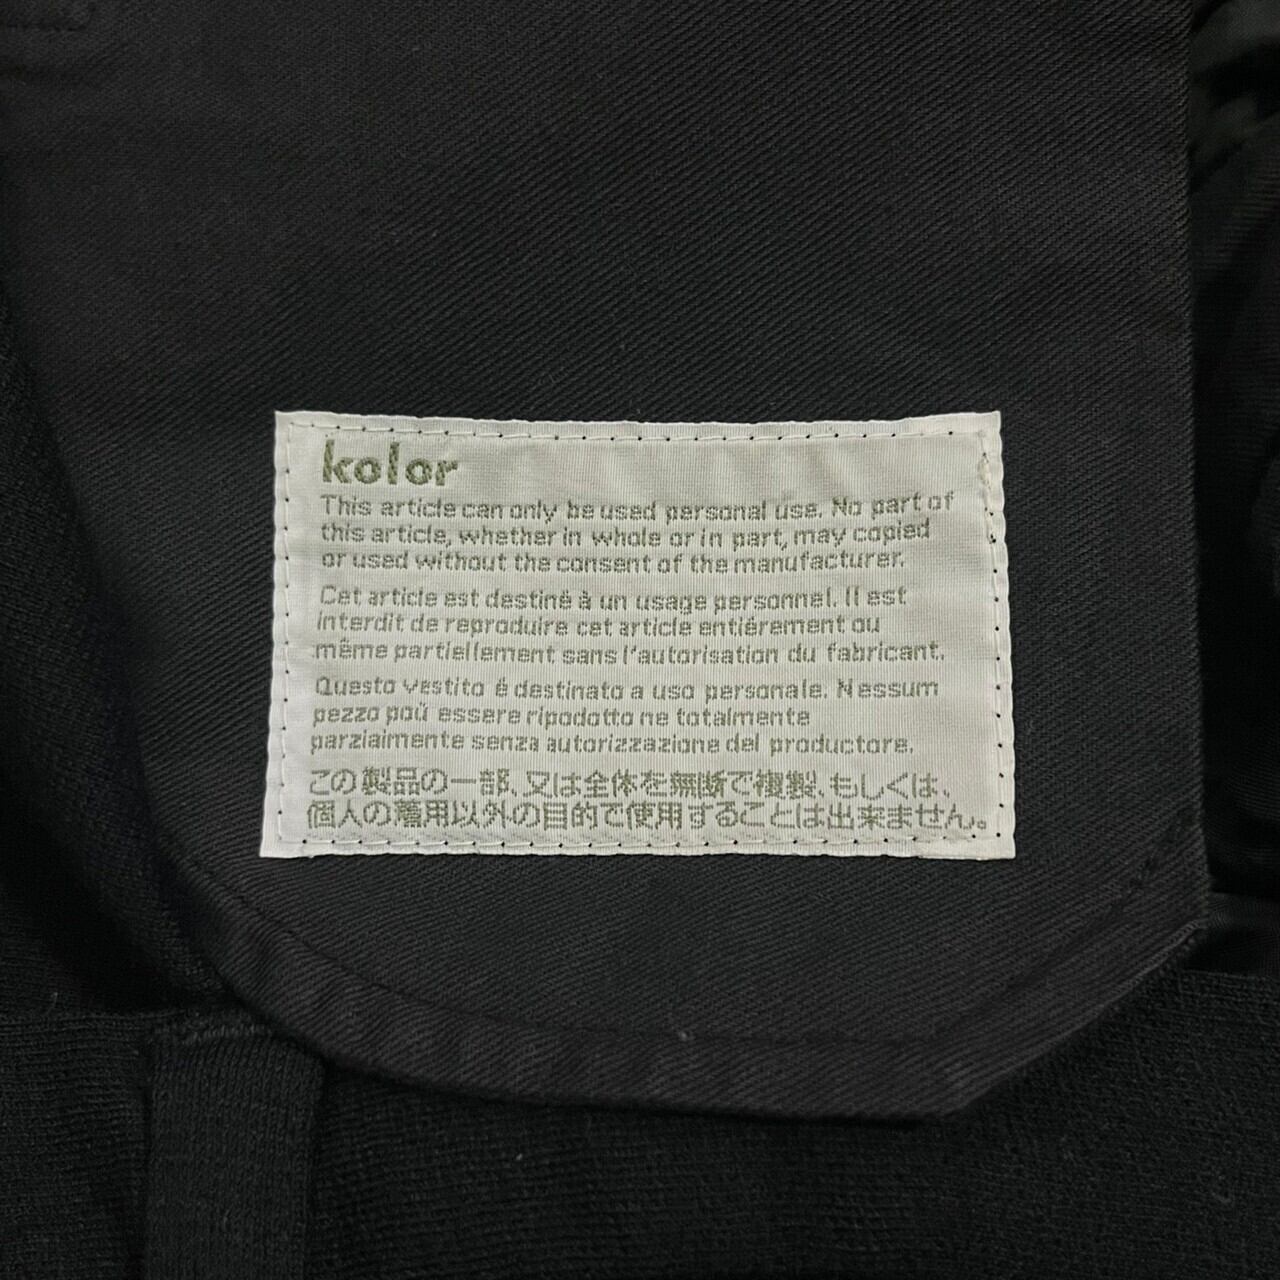 kolor
This article can only be used personal use. No part of
this article, whether in whole or in part, may copied
or used without the consent of the manufacturer.
Cet article est destiné à un usage personnel. Il est
interdit de reproduire cet article entiérement ou
même partiellement sans l'autorisation du fabricant.
Questo vestito é destinato a uso personale. Nessum
pezzo poú essere ripodotto ne totalmente
parziaimente senza autorizzazione del productore.
この製品の一部、又は全体を無断で複製、もしくは、
個人の着用以外の目的で使用することは出来ません。